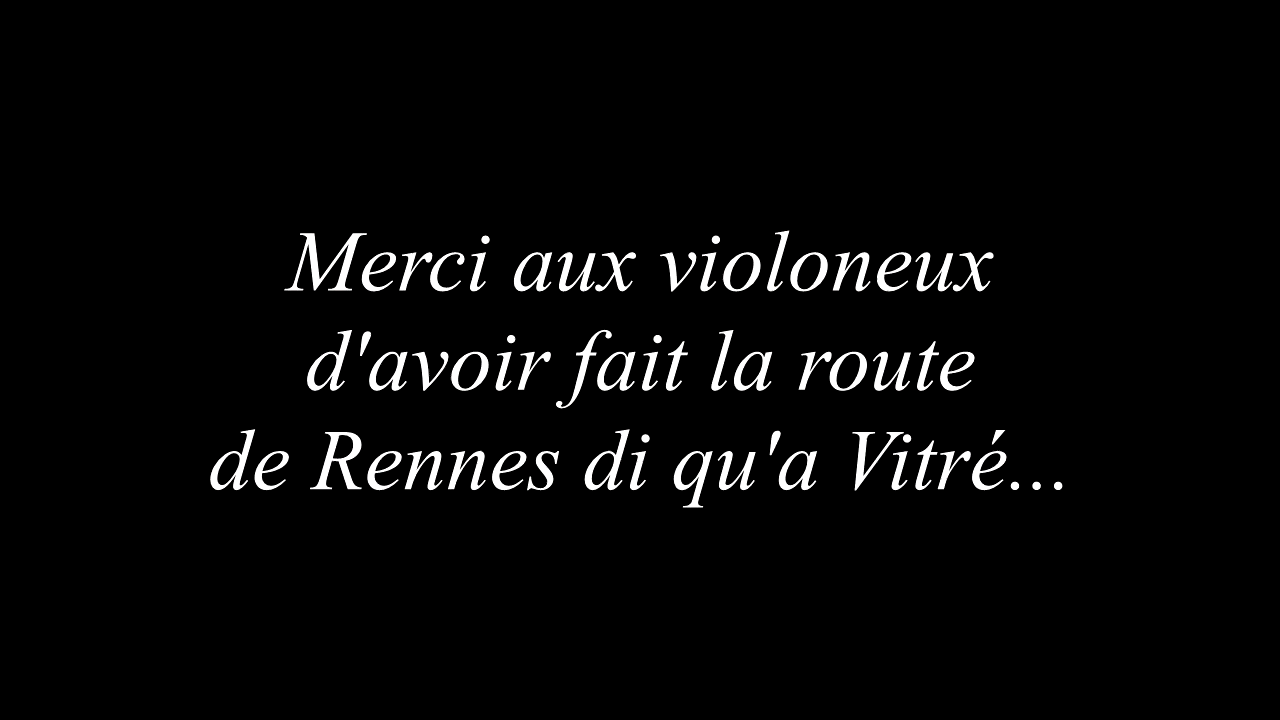 Merci aux violoneux
d'avoir fait la route
de Rennes di qu'a Vitré...